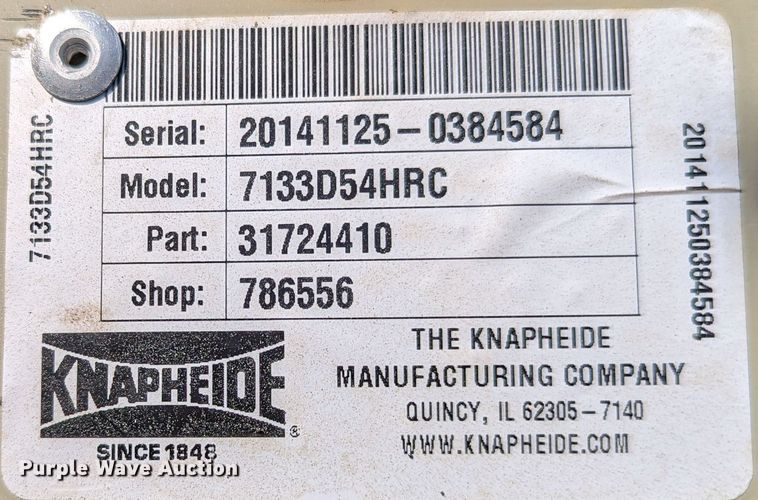 Serial: 20141125-0384584
Model: 7133D54HRC
Part: 31724410
Shop: 786556
7133D54HRC
201411250384584
KNAPHEIDE®
SINCE 1848
THE KNAPHEIDE
MANUFACTURING COMPANY
QUINCY, IL 62305-7140
WWW.KNAPHEIDE.COM
Purple Wave Auction